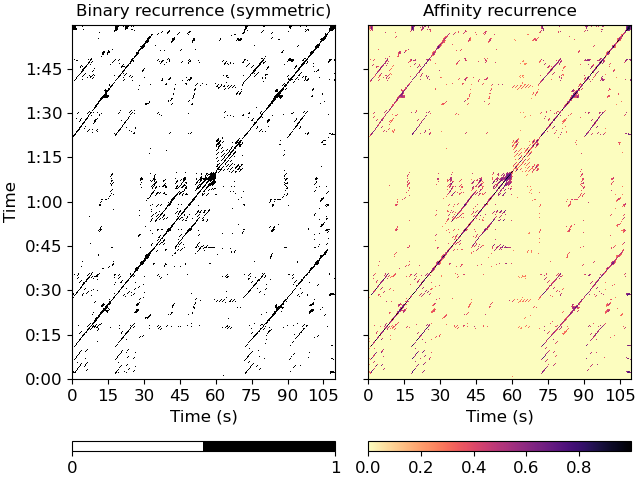 Binary recurrence (symmetric)
Affinity recurrence
Time
1:45
1:30
1:15
1:00
0:45
0:30
0:15
0:00
0 15 30 45 60 75 90 105
0 15 30 45 60 75 90 105
Time (s)
Time (s)
0 1
0.0 0.2 0.4 0.6 0.8